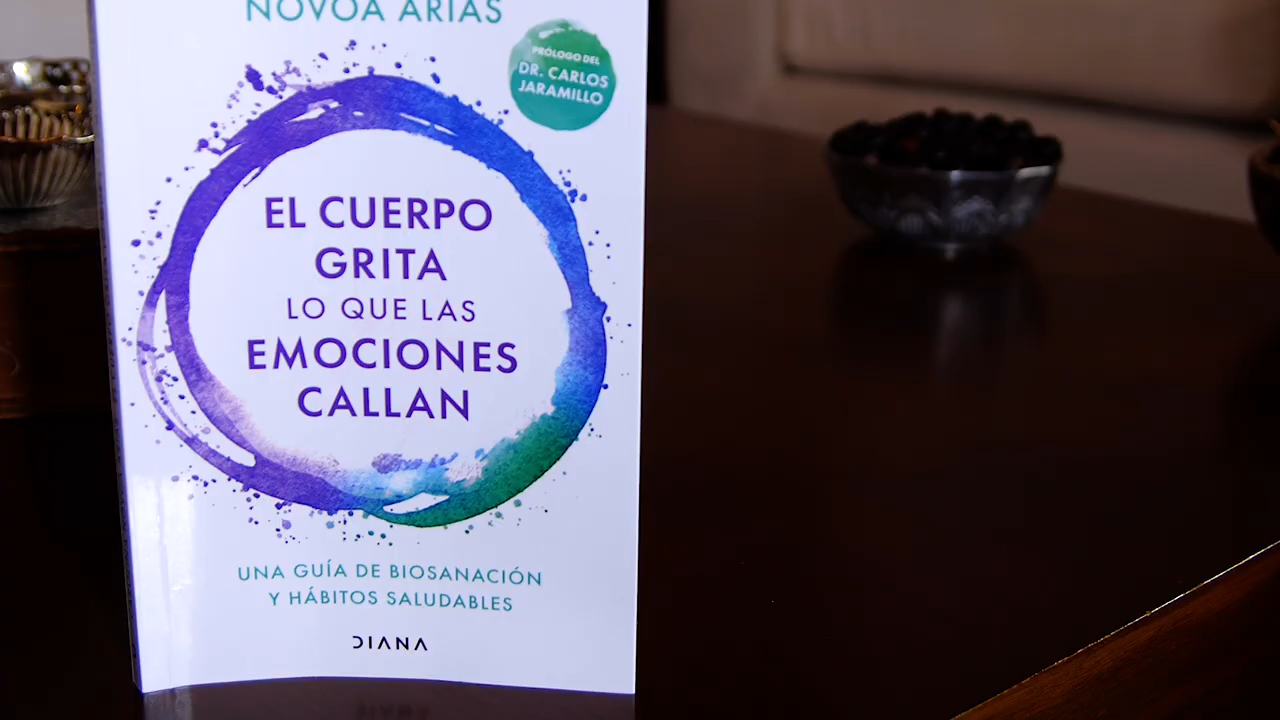 NOVOA ARIAS
PRÓLOGO DEL
DR. CARLOS
JARAMILLO
EL CUERPO
GRITA
LO QUE LAS
EMOCIONES
CALLAN
UNA GUÍA DE BIOSANACIÓN
Y HÁBITOS SALUDABLES
DIANA